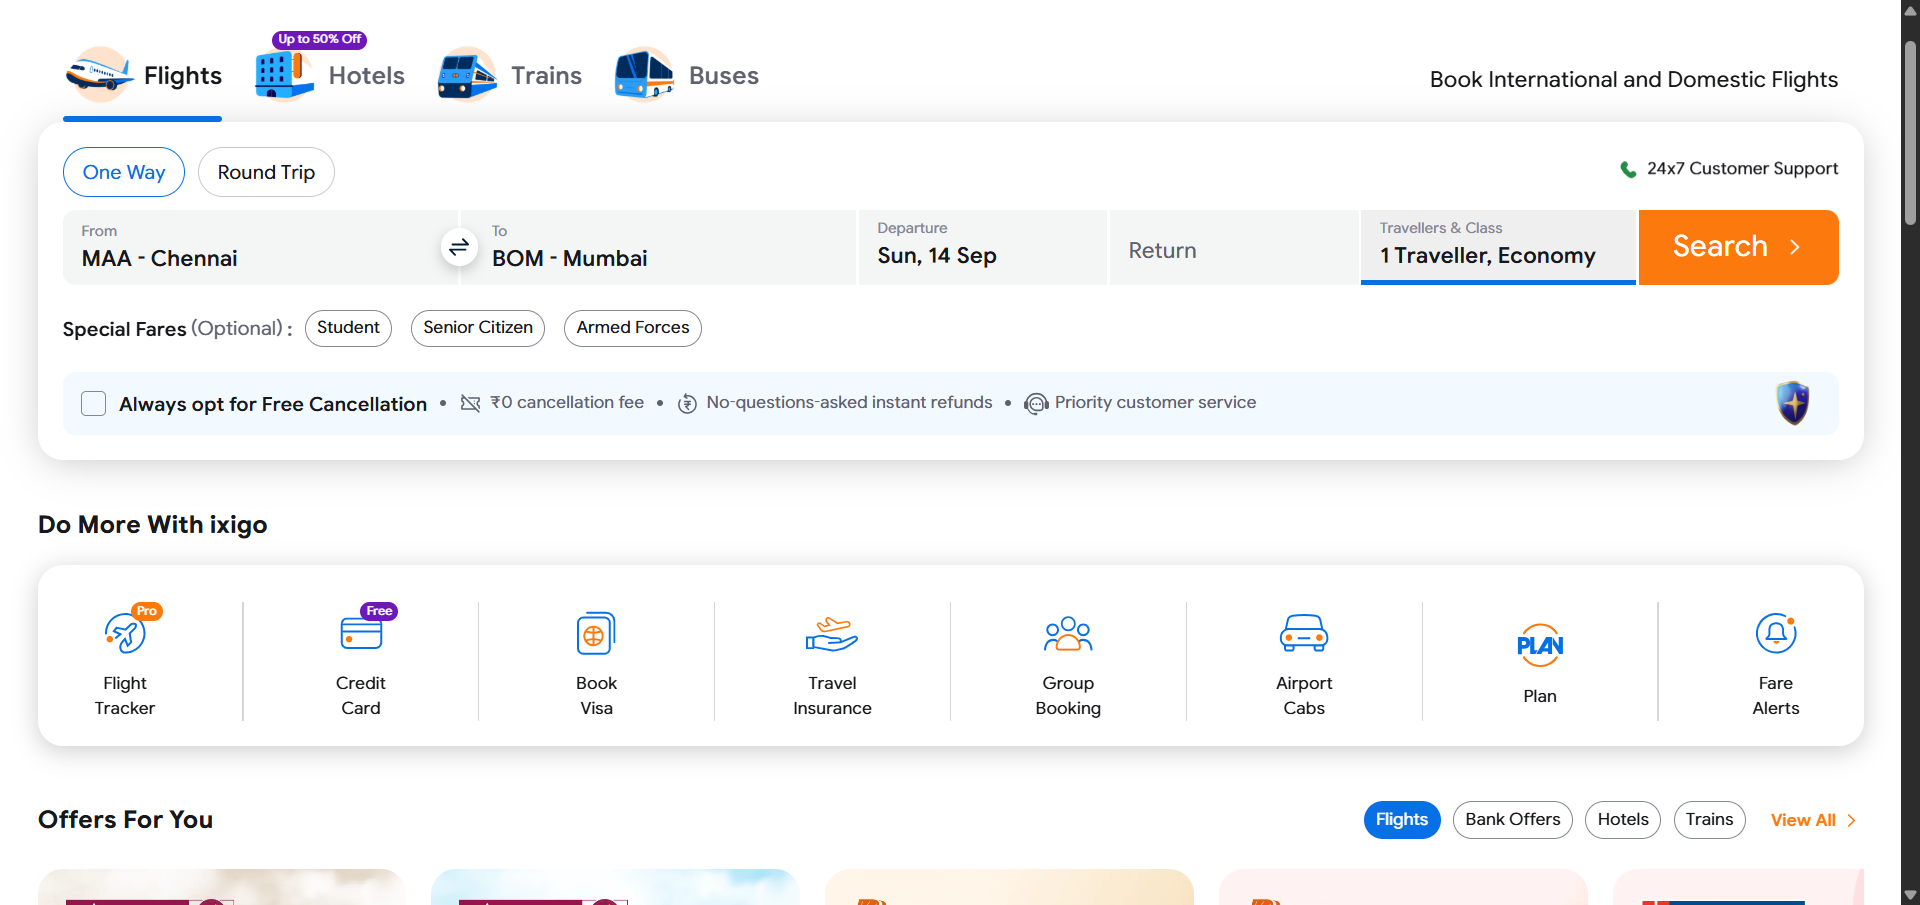 Up to 50% Off
Flights
Hotels
Trains
Buses
Book International and Domestic Flights
One Way
Round Trip
24x7 Customer Support
From
MAA - Chennai
To
BOM - Mumbai
Departure
Sun, 14 Sep
Return
Travellers & Class
1 Traveller, Economy
Search
Special Fares (Optional) :
Student
Senior Citizen
Armed Forces
Always opt for Free Cancellation • ₹0 cancellation fee • No-questions-asked instant refunds • Priority customer service
Do More With ixigo
Pro
Flight
Tracker
Free
Credit
Card
Book
Visa
Travel
Insurance
Group
Booking
Airport
Cabs
PLAN
Plan
Fare
Alerts
Offers For You
Flights
Bank Offers
Hotels
Trains
View All